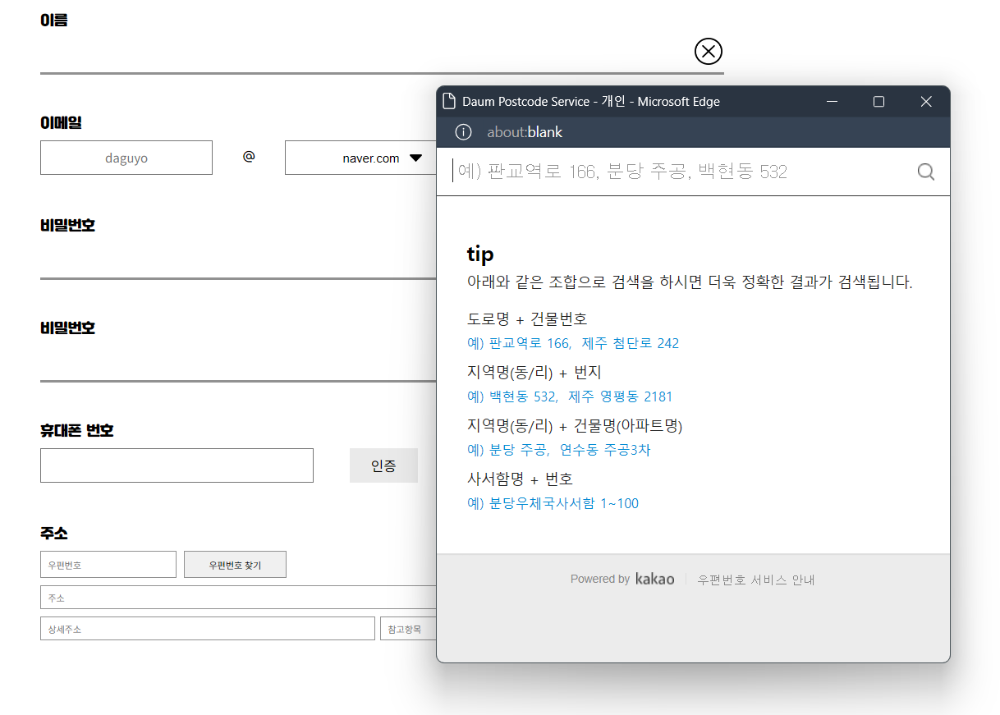 이름
이메일
daguyo @ naver.com
비밀번호
비밀번호
휴대폰 번호
인증
주소
우편번호 우편번호 찾기
주소
상세주소 참고항목
Daum Postcode Service - 개인 - Microsoft Edge
about:blank
예) 판교역로 166, 분당 주공, 백현동 532
tip
아래와 같은 조합으로 검색을 하시면 더욱 정확한 결과가 검색됩니다.
도로명 + 건물번호
예) 판교역로 166, 제주 첨단로 242
지역명(동/리) + 번지
예) 백현동 532, 제주 영평동 2181
지역명(동/리) + 건물명(아파트명)
예) 분당 주공, 연수동 주공3차
사서함명 + 번호
예) 분당우체국사서함 1~100
Powered by kakao 우편번호 서비스 안내